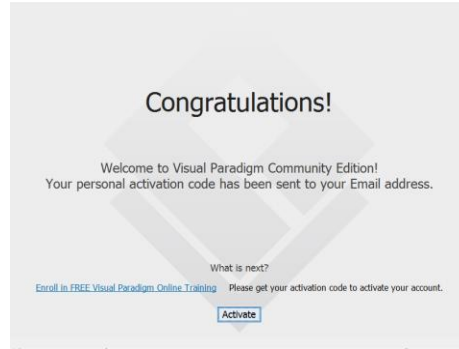 Congratulations!
Welcome to Visual Paradigm Community Edition!
Your personal activation code has been sent to your Email address.
What is next?
Enroll in FREE Visual Paradigm Online Training Please get your activation code to activate your account.
Activate